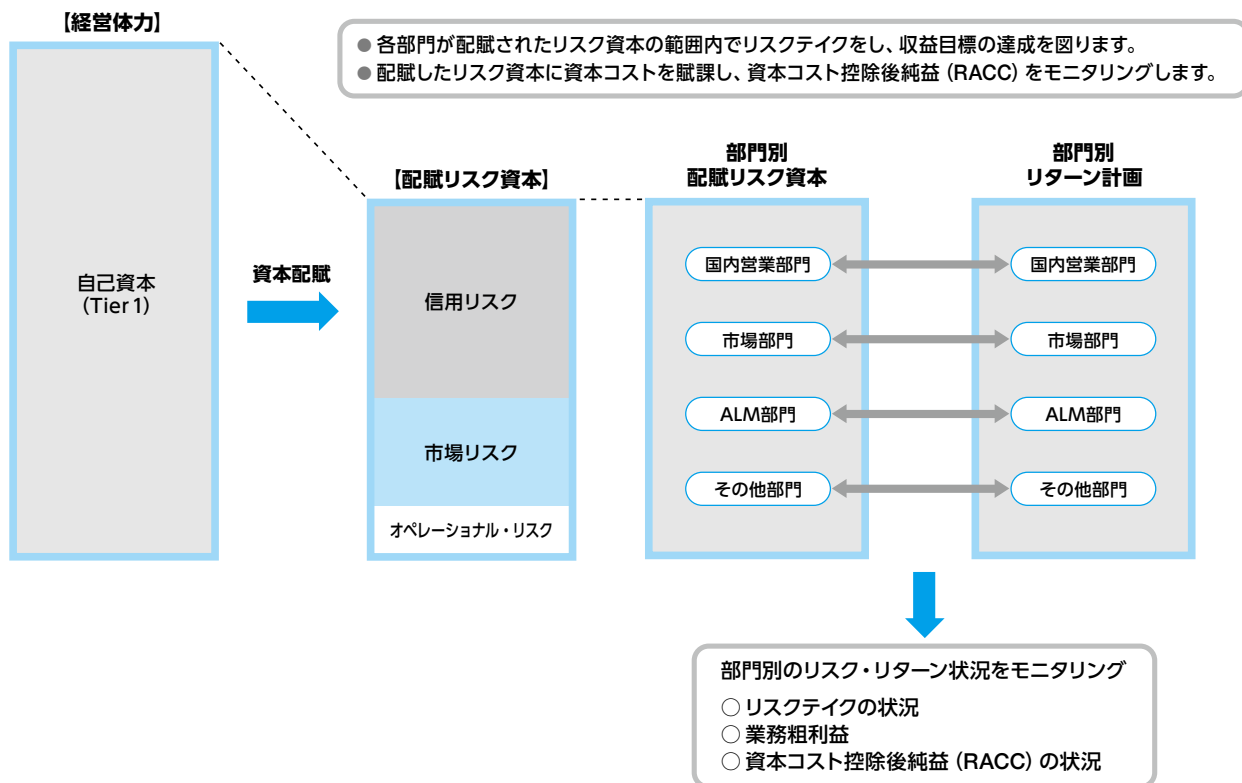 【経営体力】
● 各部門が配賦されたリスク資本の範囲内でリスクテイクをし、収益目標の達成を図ります。
● 配賦したリスク資本に資本コストを賦課し、資本コスト控除後純益（RACC）をモニタリングします。
自己資本
（Tier 1）
資本配賦
【配賦リスク資本】
信用リスク
市場リスク
オペレーショナル・リスク
部門別
配賦リスク資本
国内営業部門
市場部門
ALM部門
その他部門
部門別
リターン計画
国内営業部門
市場部門
ALM部門
その他部門
部門別のリスク・リターン状況をモニタリング
○ リスクテイクの状況
○ 業務粗利益
○ 資本コスト控除後純益（RACC）の状況